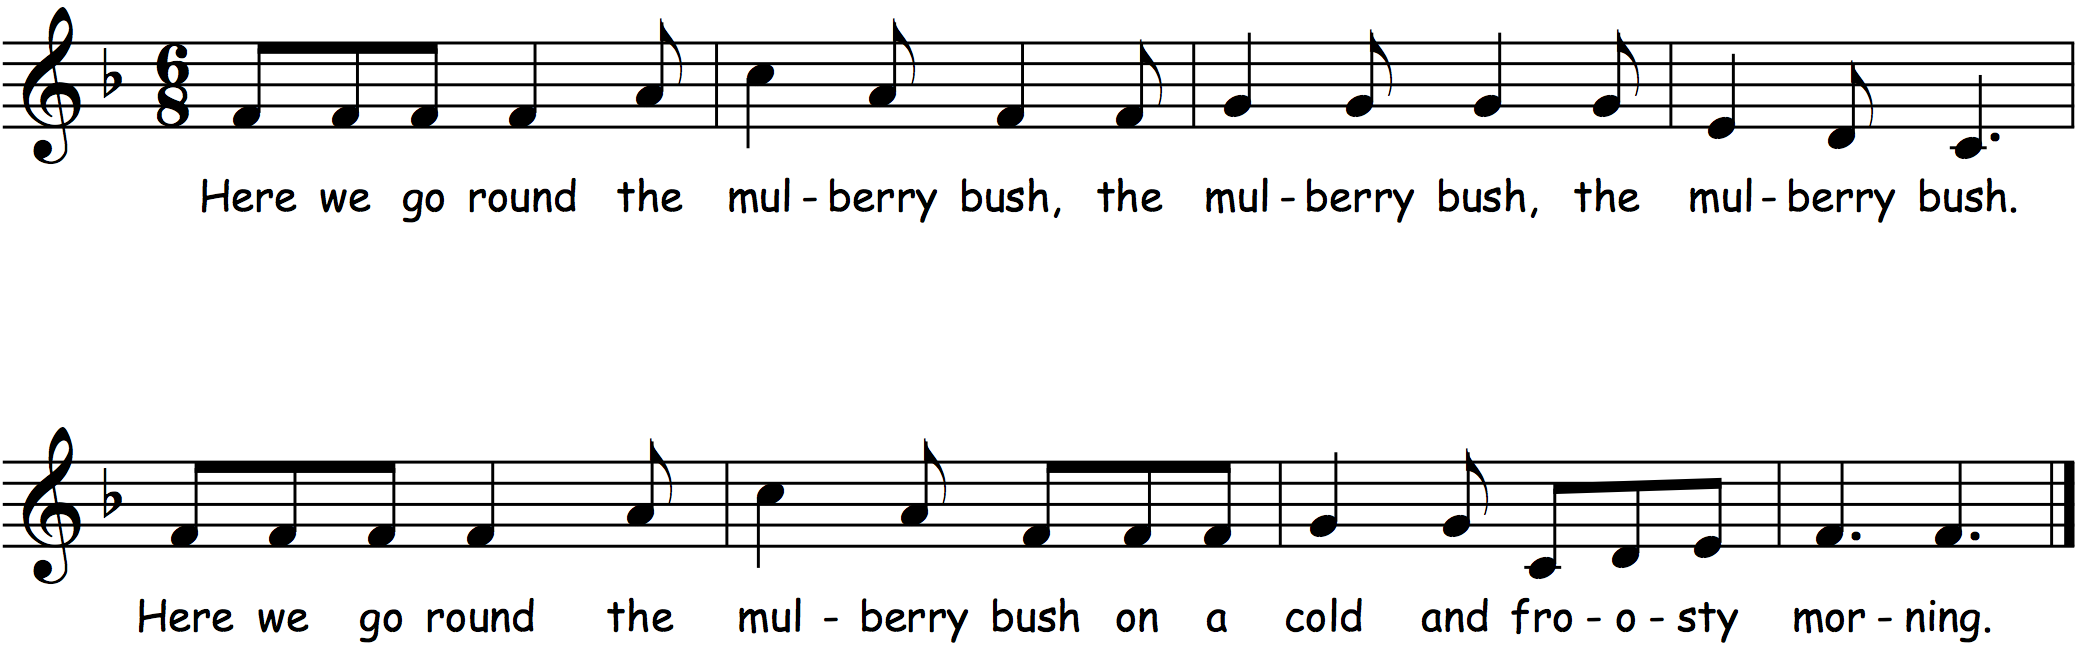 6
8
Here we go round the mul - berry bush, the mul - berry bush, the mul - berry bush.
Here we go round the mul - berry bush on a cold and fro - o - sty mor - ning.